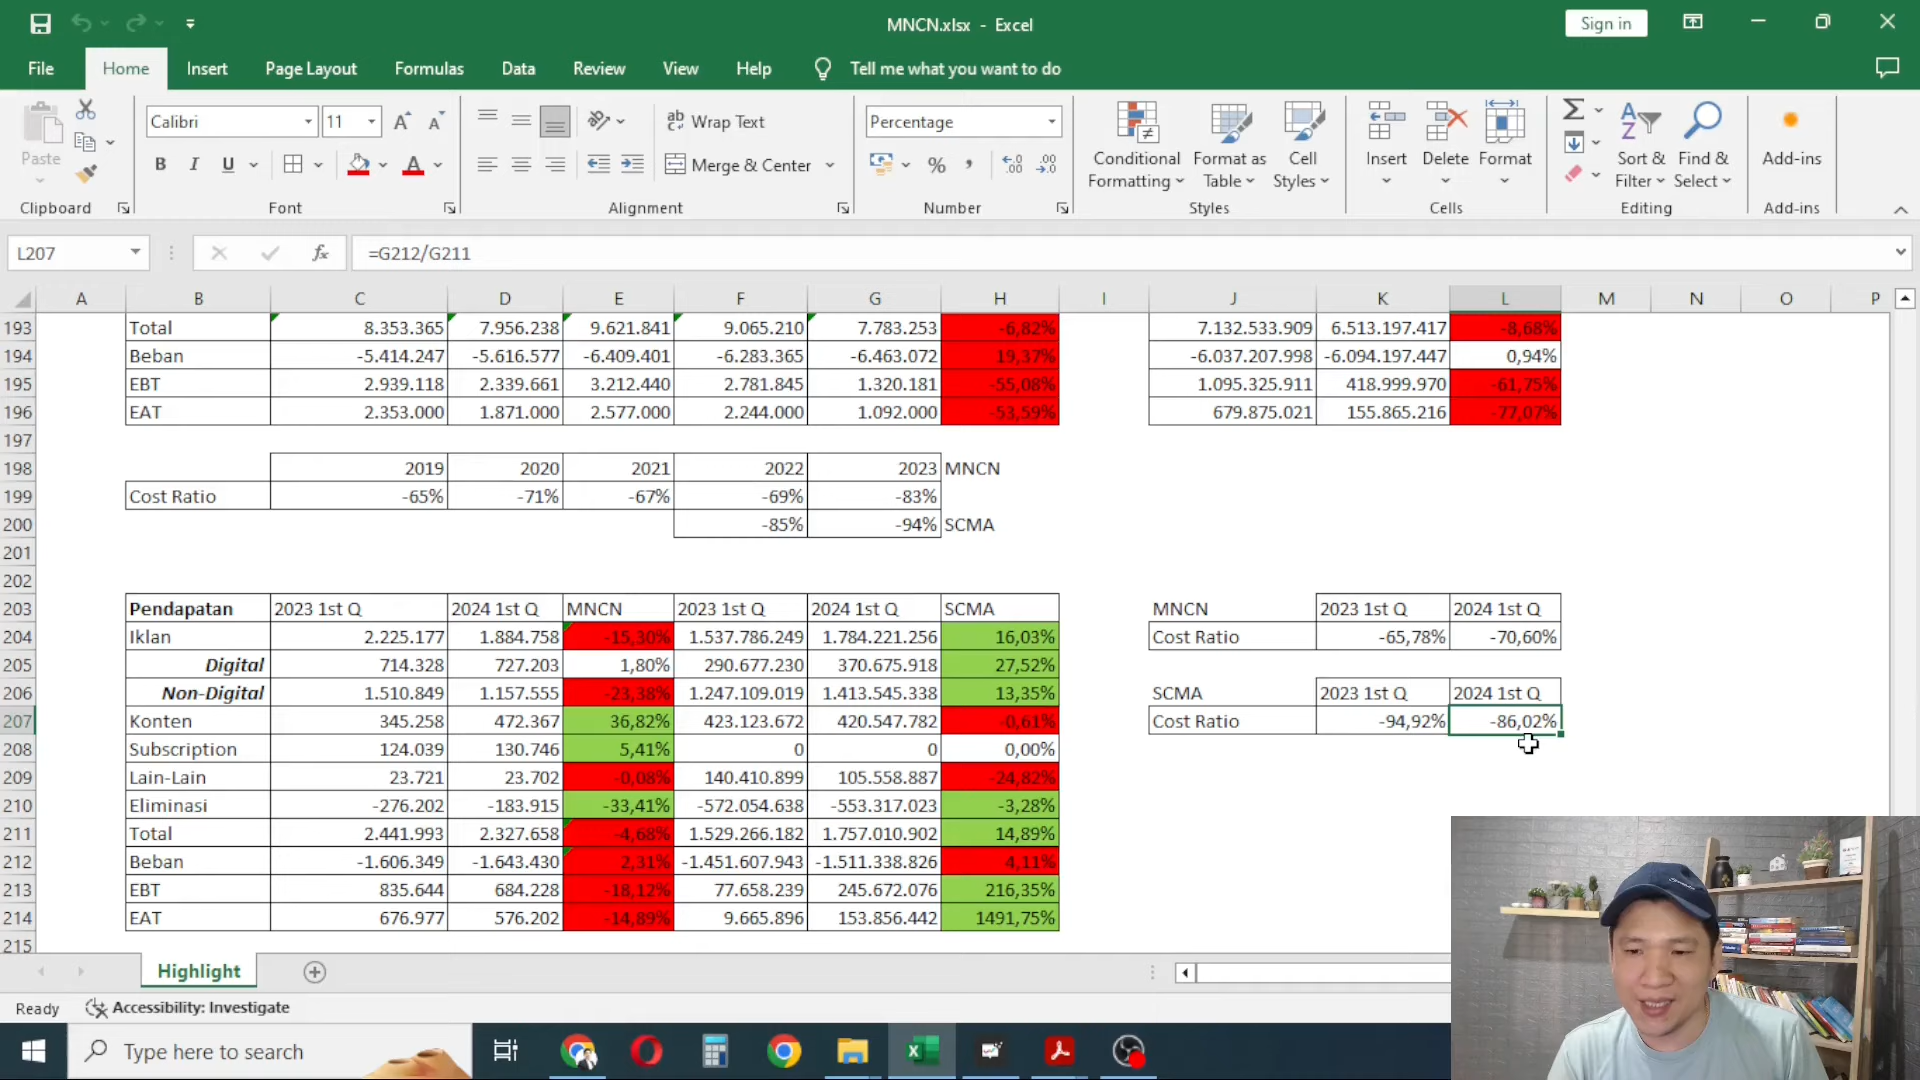 MNCN.xlsx - Excel
Sign in
File Home Insert Page Layout Formulas Data Review View Help Tell me what you want to do
Paste
Calibri 11
B I U
Wrap Text
Merge & Center
Percentage
Conditional Formatting
Format as Table
Cell Styles
Insert Delete Format
Sort & Filter
Find & Select
Add-ins
Clipboard Font Alignment Number Styles Cells Editing Add-ins
L207 fx =G212/G211
A B C D E F G H I J K L M N O P
193 Total 8.353.365 7.956.238 9.621.841 9.065.210 7.783.253 -6,82% 7.132.533.909 6.513.197.417 -8,68%
194 Beban -5.414.247 -5.616.577 -6.409.401 -6.283.365 -6.463.072 19,37% -6.037.207.998 -6.094.197.447 0,94%
195 EBT 2.939.118 2.339.661 3.212.440 2.781.845 1.320.181 -55,08% 1.095.325.911 418.999.970 -61,75%
196 EAT 2.353.000 1.871.000 2.577.000 2.244.000 1.092.000 -53,59% 679.875.021 155.865.216 -77,07%
197
198 2019 2020 2021 2022 2023 MNCN
199 Cost Ratio -65% -71% -67% -69% -83%
200 -85% -94% SCMA
201
202
203 Pendapatan 2023 1st Q 2024 1st Q MNCN 2023 1st Q 2024 1st Q SCMA MNCN 2023 1st Q 2024 1st Q
204 Iklan 2.225.177 1.884.758 -15,30% 1.537.786.249 1.784.221.256 16,03% Cost Ratio -65,78% -70,60%
205 Digital 714.328 727.203 1,80% 290.677.230 370.675.918 27,52%
206 Non-Digital 1.510.849 1.157.555 -23,38% 1.247.109.019 1.413.545.338 13,35% SCMA 2023 1st Q 2024 1st Q
207 Konten 345.258 472.367 36,82% 423.123.672 420.547.782 -0,61% Cost Ratio -94,92% -86,02%
208 Subscription 124.039 130.746 5,41% 0 0 0,00%
209 Lain-Lain 23.721 23.702 -0,08% 140.410.899 105.558.887 -24,82%
210 Eliminasi -276.202 -183.915 -33,41% -572.054.638 -553.317.023 -3,28%
211 Total 2.441.993 2.327.658 -4,68% 1.529.266.182 1.757.010.902 14,89%
212 Beban -1.606.349 -1.643.430 2,31% -1.451.607.943 -1.511.338.826 4,11%
213 EBT 835.644 684.228 -18,12% 77.658.239 245.672.076 216,35%
214 EAT 676.977 576.202 -14,89% 9.665.896 153.856.442 1491,75%
215
Highlight
Ready Accessibility: Investigate
Type here to search